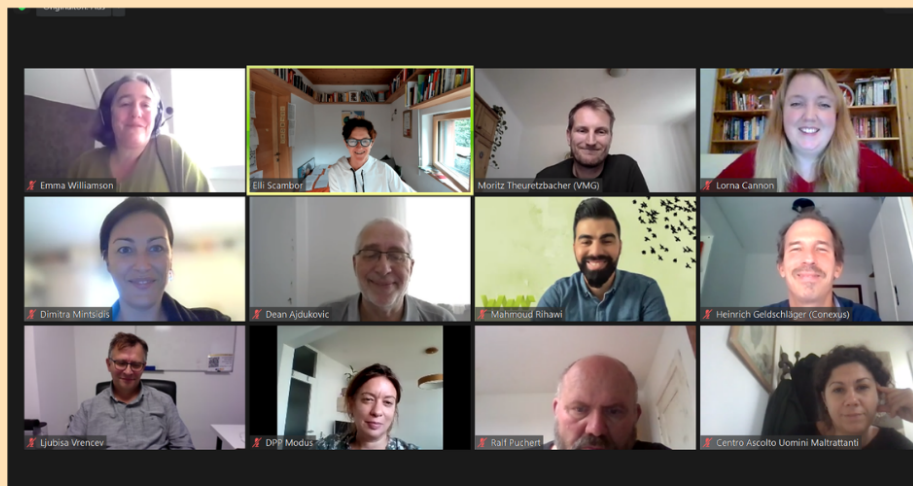 Emma Williamson
Elli Scambor
Moritz Theuretzbacher (VMG)
Lorna Cannon
Dimitra Mintsidis
Dean Ajdukovic
Mahmoud Rihawi
Heinrich Geldschläger (Conexus)
Ljubisa Vrencev
DPP Modus
Ralf Puchert
Centro Ascolto Uomini Maltrattanti